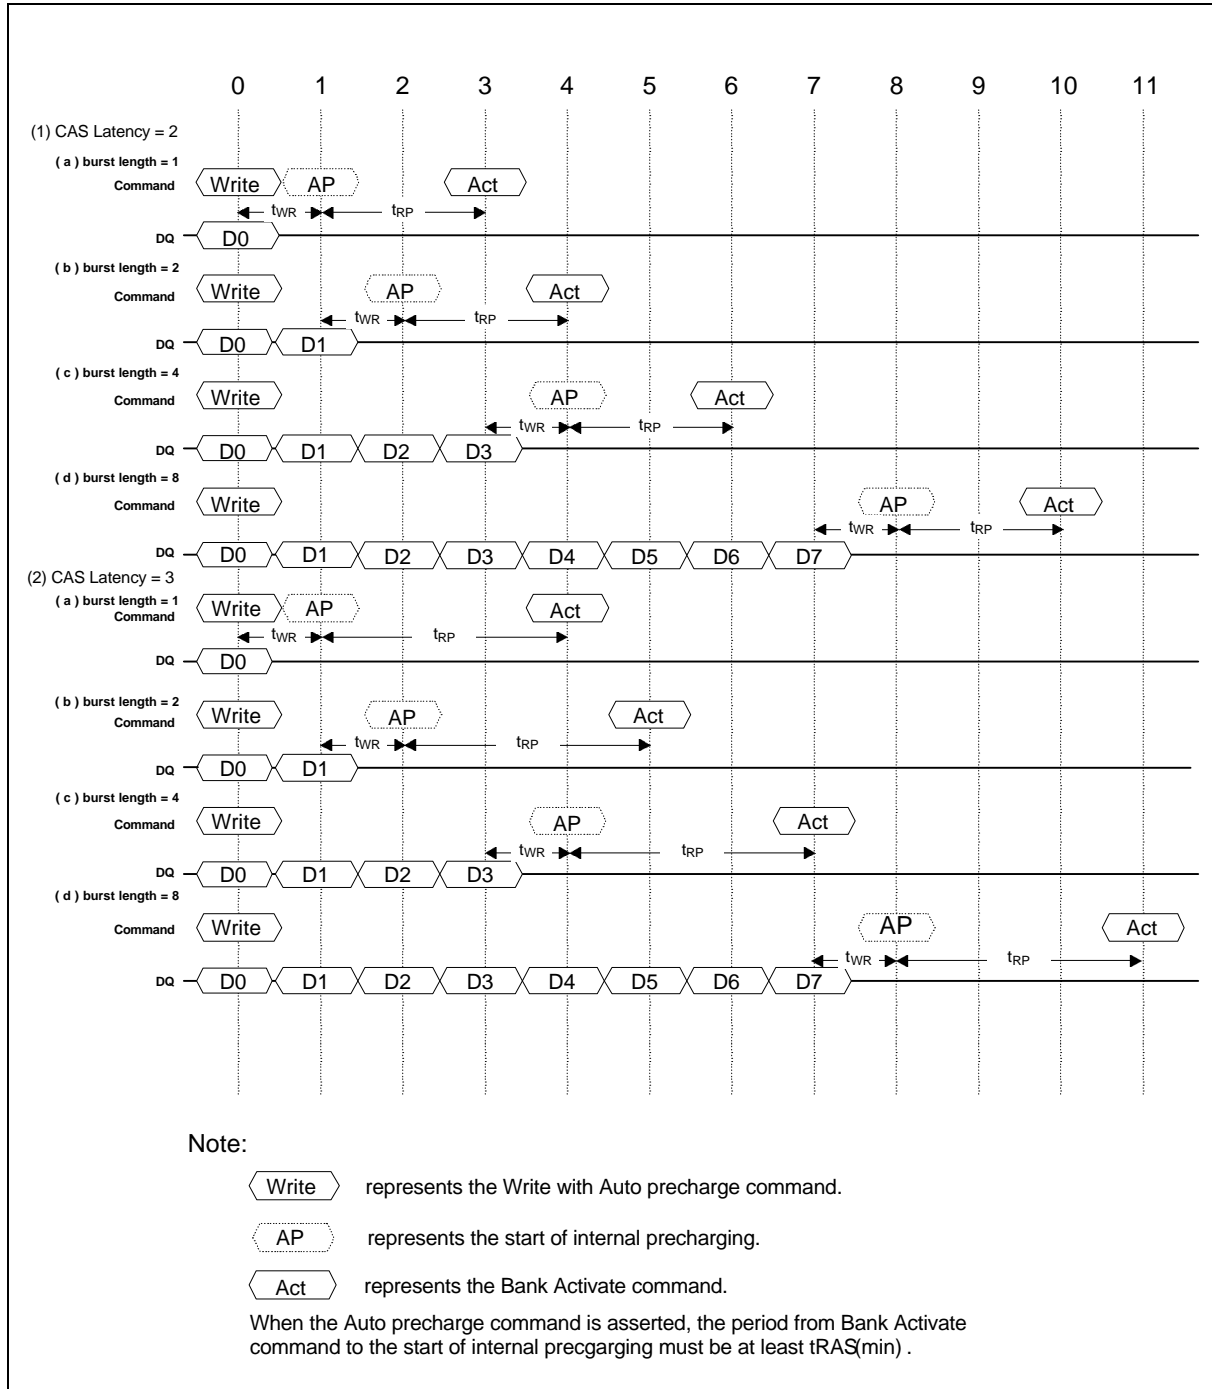 0 1 2 3 4 5 6 7 8 9 10 11
(1) CAS Latency = 2
( a ) burst length = 1
Command Write AP Act
tWR tRP
DQ D0
( b ) burst length = 2
Command Write AP Act
tWR tRP
DQ D0 D1
( c ) burst length = 4
Command Write AP Act
tWR tRP
DQ D0 D1 D2 D3
( d ) burst length = 8
Command Write AP Act
tWR tRP
DQ D0 D1 D2 D3 D4 D5 D6 D7
(2) CAS Latency = 3
( a ) burst length = 1
Command Write AP Act
tWR tRP
DQ D0
( b ) burst length = 2
Command Write AP Act
tWR tRP
DQ D0 D1
( c ) burst length = 4
Command Write AP Act
tWR tRP
DQ D0 D1 D2 D3
( d ) burst length = 8
Command Write AP Act
tWR tRP
DQ D0 D1 D2 D3 D4 D5 D6 D7
Note:
Write represents the Write with Auto precharge command.
AP represents the start of internal precharging.
Act represents the Bank Activate command.
When the Auto precharge command is asserted, the period from Bank Activate
command to the start of internal precgarging must be at least tRAS(min) .